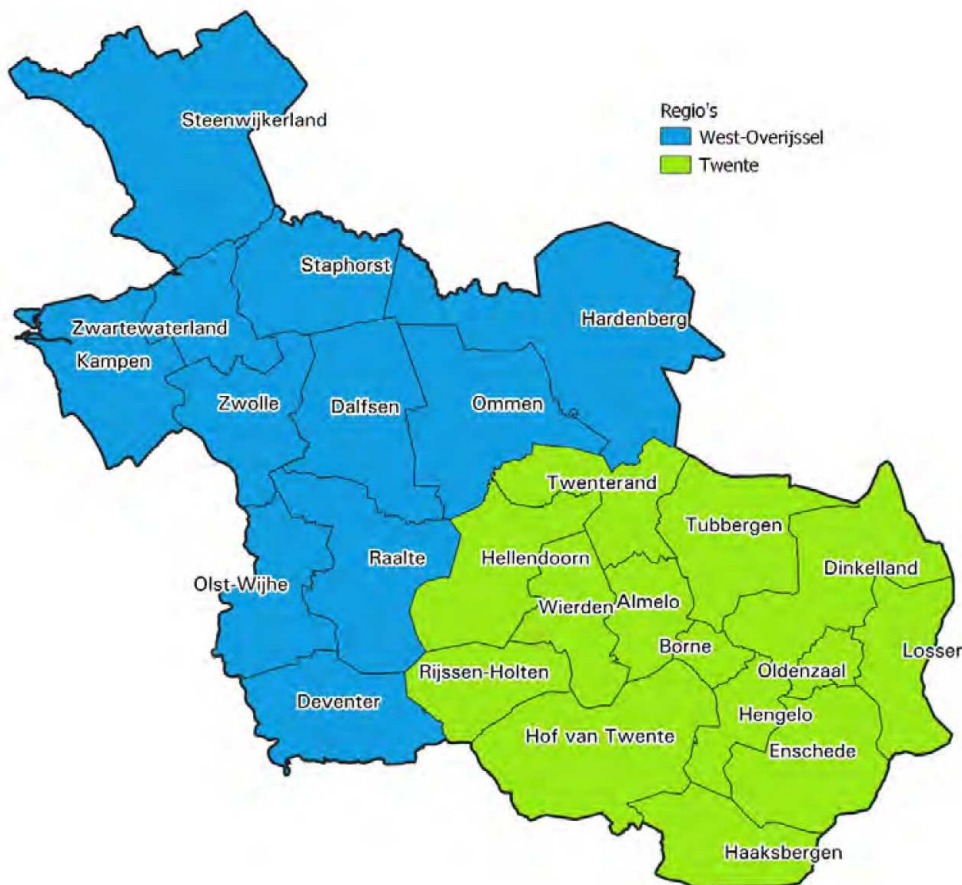 Steenwijkerland
Regio's
West-Overijssel
Twente
Staphorst
Hardenberg
Zwartewaterland
Kampen
Zwolle
Dalfsen
Ommen
Twenterand
Tubbergen
Hellendoorn
Raalte
Dinkelland
Olst-Wijhe
Wierden
Almelo
Borne
Losser
Rijssen-Holten
Oldenzaal
Deventer
Hengelo
Hof van Twente
Enschede
Haaksbergen